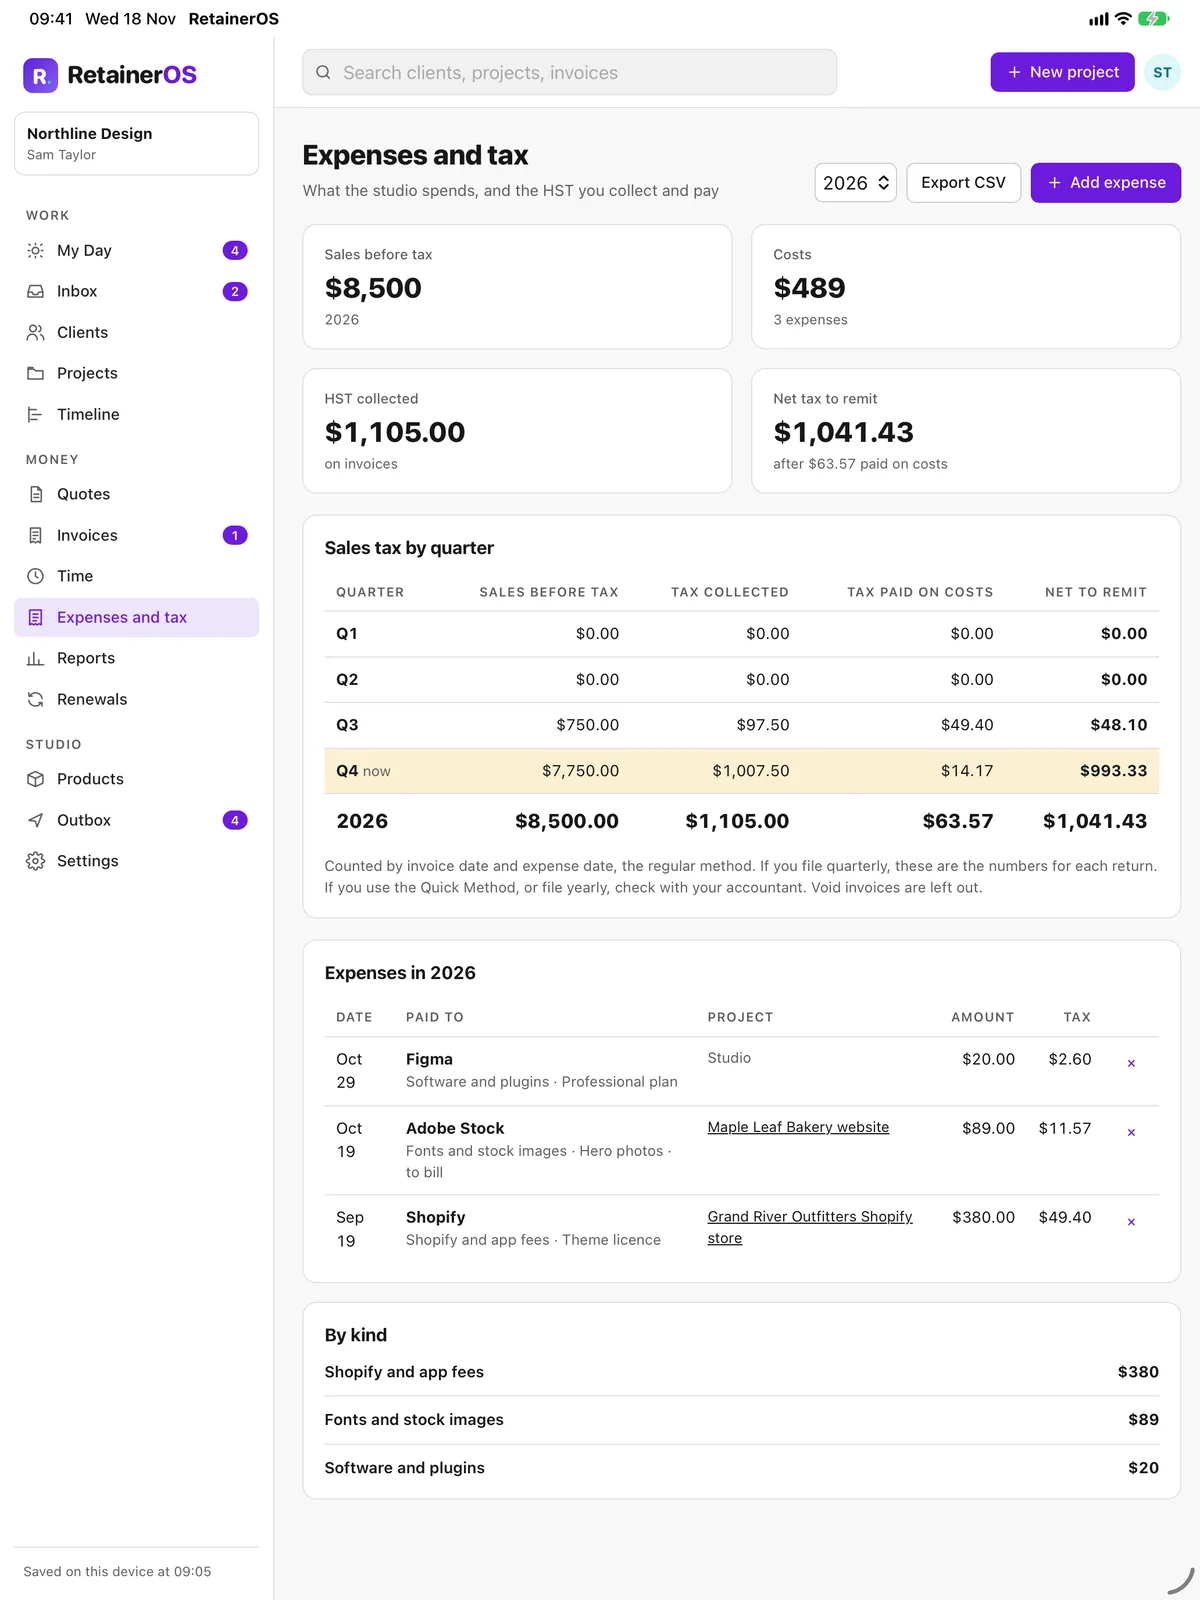 09:41 Wed 18 Nov RetainerOS
R.
RetainerOS
Search clients, projects, invoices
+ New project
ST
Northline Design
Sam Taylor
WORK
My Day 4
Inbox 2
Clients
Projects
Timeline
MONEY
Quotes
Invoices 1
Time
Expenses and tax
Reports
Renewals
STUDIO
Products
Outbox 4
Settings
Saved on this device at 09:05
Expenses and tax
What the studio spends, and the HST you collect and pay
2026
Export CSV
+ Add expense
Sales before tax
$8,500
2026
Costs
$489
3 expenses
HST collected
$1,105.00
on invoices
Net tax to remit
$1,041.43
after $63.57 paid on costs
Sales tax by quarter
QUARTER SALES BEFORE TAX TAX COLLECTED TAX PAID ON COSTS NET TO REMIT
Q1 $0.00 $0.00 $0.00 $0.00
Q2 $0.00 $0.00 $0.00 $0.00
Q3 $750.00 $97.50 $49.40 $48.10
Q4 now $7,750.00 $1,007.50 $14.17 $993.33
2026 $8,500.00 $1,105.00 $63.57 $1,041.43
Counted by invoice date and expense date, the regular method. If you file quarterly, these are the numbers for each return.
If you use the Quick Method, or file yearly, check with your accountant. Void invoices are left out.
Expenses in 2026
DATE PAID TO PROJECT AMOUNT TAX
Oct Figma Studio $20.00 $2.60 ×
29 Software and plugins · Professional plan
Oct Adobe Stock Maple Leaf Bakery website $89.00 $11.57 ×
19 Fonts and stock images · Hero photos ·
to bill
Sep Shopify Grand River Outfitters Shopify $380.00 $49.40 ×
19 Shopify and app fees · Theme licence store
By kind
Shopify and app fees $380
Fonts and stock images $89
Software and plugins $20